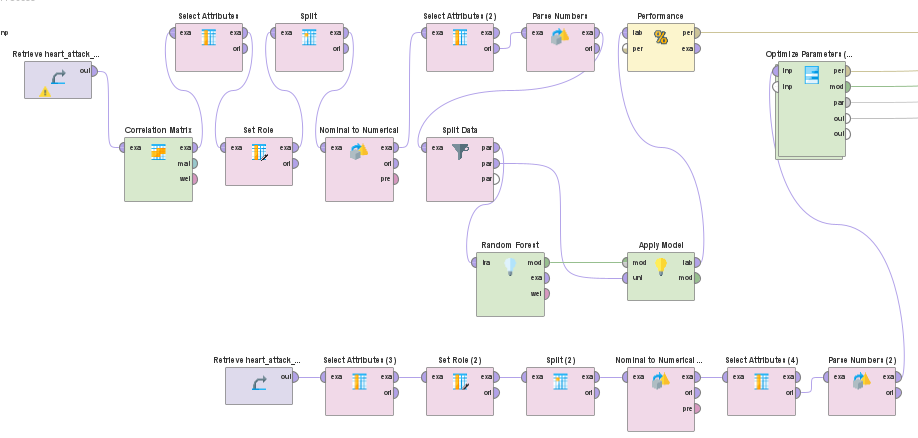 Select Attributes
exa
exa
ori
Split
exa
exa
ori
Select Attributes (2)
exa
exa
ori
Parse Numbers
exa
exa
ori
Performance
lab
per
per
exa
inp
Retrieve heart_attack_...
out
Optimize Parameters (...
inp
per
inp
mod
par
out
out
Correlation Matrix
exa
exa
mat
wei
Set Role
exa
exa
ori
Nominal to Numerical
exa
exa
ori
pre
Split Data
exa
par
par
par
Random Forest
tra
mod
exa
wei
Apply Model
mod
lab
unl
mod
Retrieve heart_attack_...
out
Select Attributes (3)
exa
exa
ori
Set Role (2)
exa
exa
ori
Split (2)
exa
exa
ori
Nominal to Numerical ...
exa
exa
ori
pre
Select Attributes (4)
exa
exa
ori
Parse Numbers (2)
exa
exa
ori